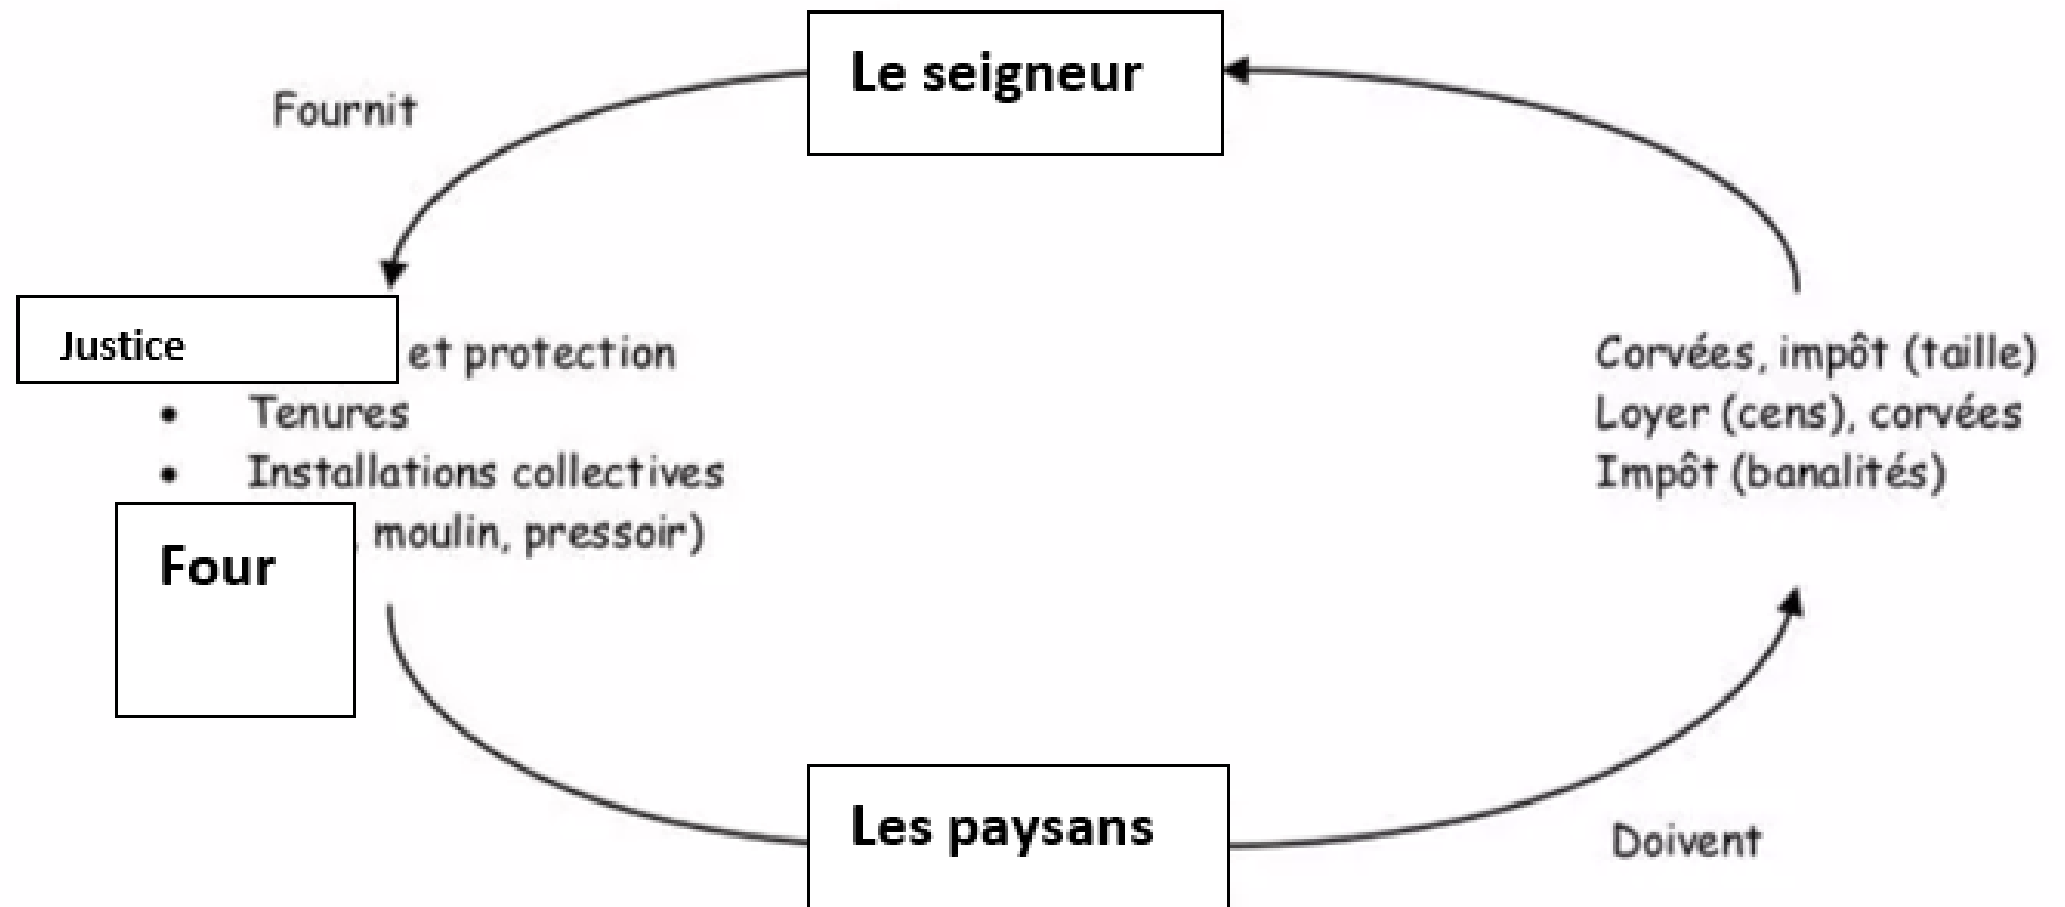 Le seigneur
Fournit
Justice et protection
• Tenures
• Installations collectives
Four , moulin, pressoir)
Corvées, impôt (taille)
Loyer (cens), corvées
Impôt (banalités)
Les paysans
Doivent